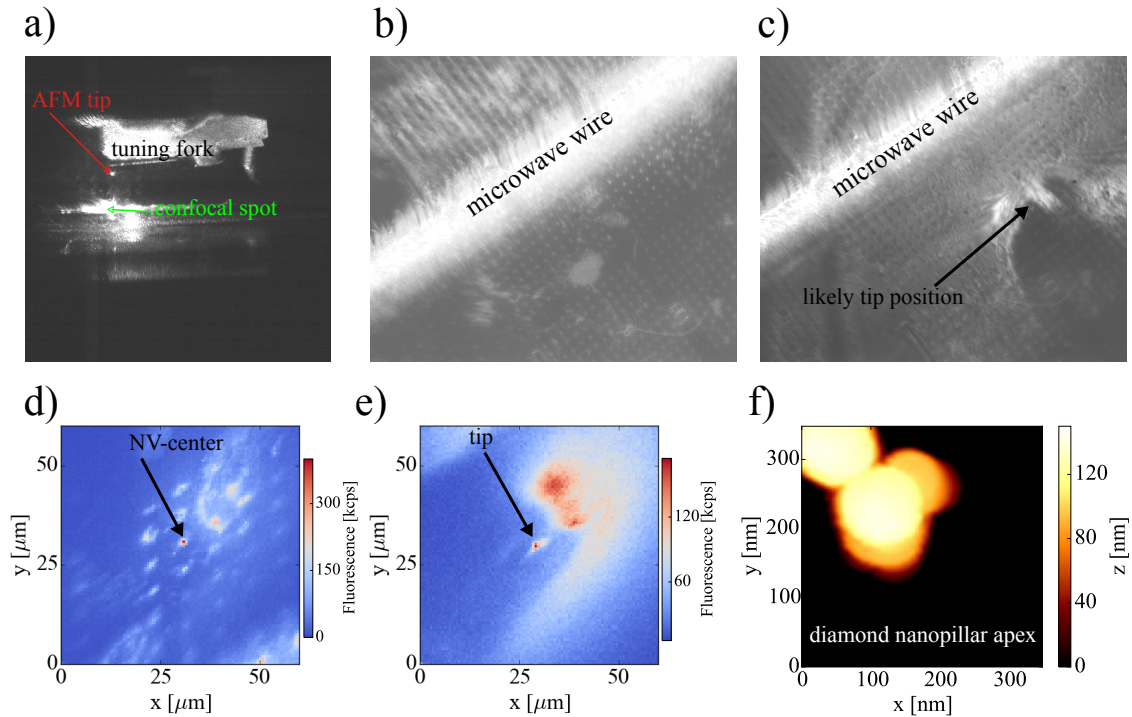 a)
AFM tip
tuning fork
confocal spot
b)
microwave wire
c)
microwave wire
likely tip position
d)
NV-center
60
50
25
0
y [μm]
0
25
50
x [μm]
300
150
0
Fluorescence [kcps]
e)
tip
60
50
25
0
y [μm]
0
25
50
x [μm]
120
60
Fluorescence [kcps]
f)
diamond nanopillar apex
300
200
100
0
y [nm]
0
100
200
300
x [nm]
120
80
40
0
z [nm]